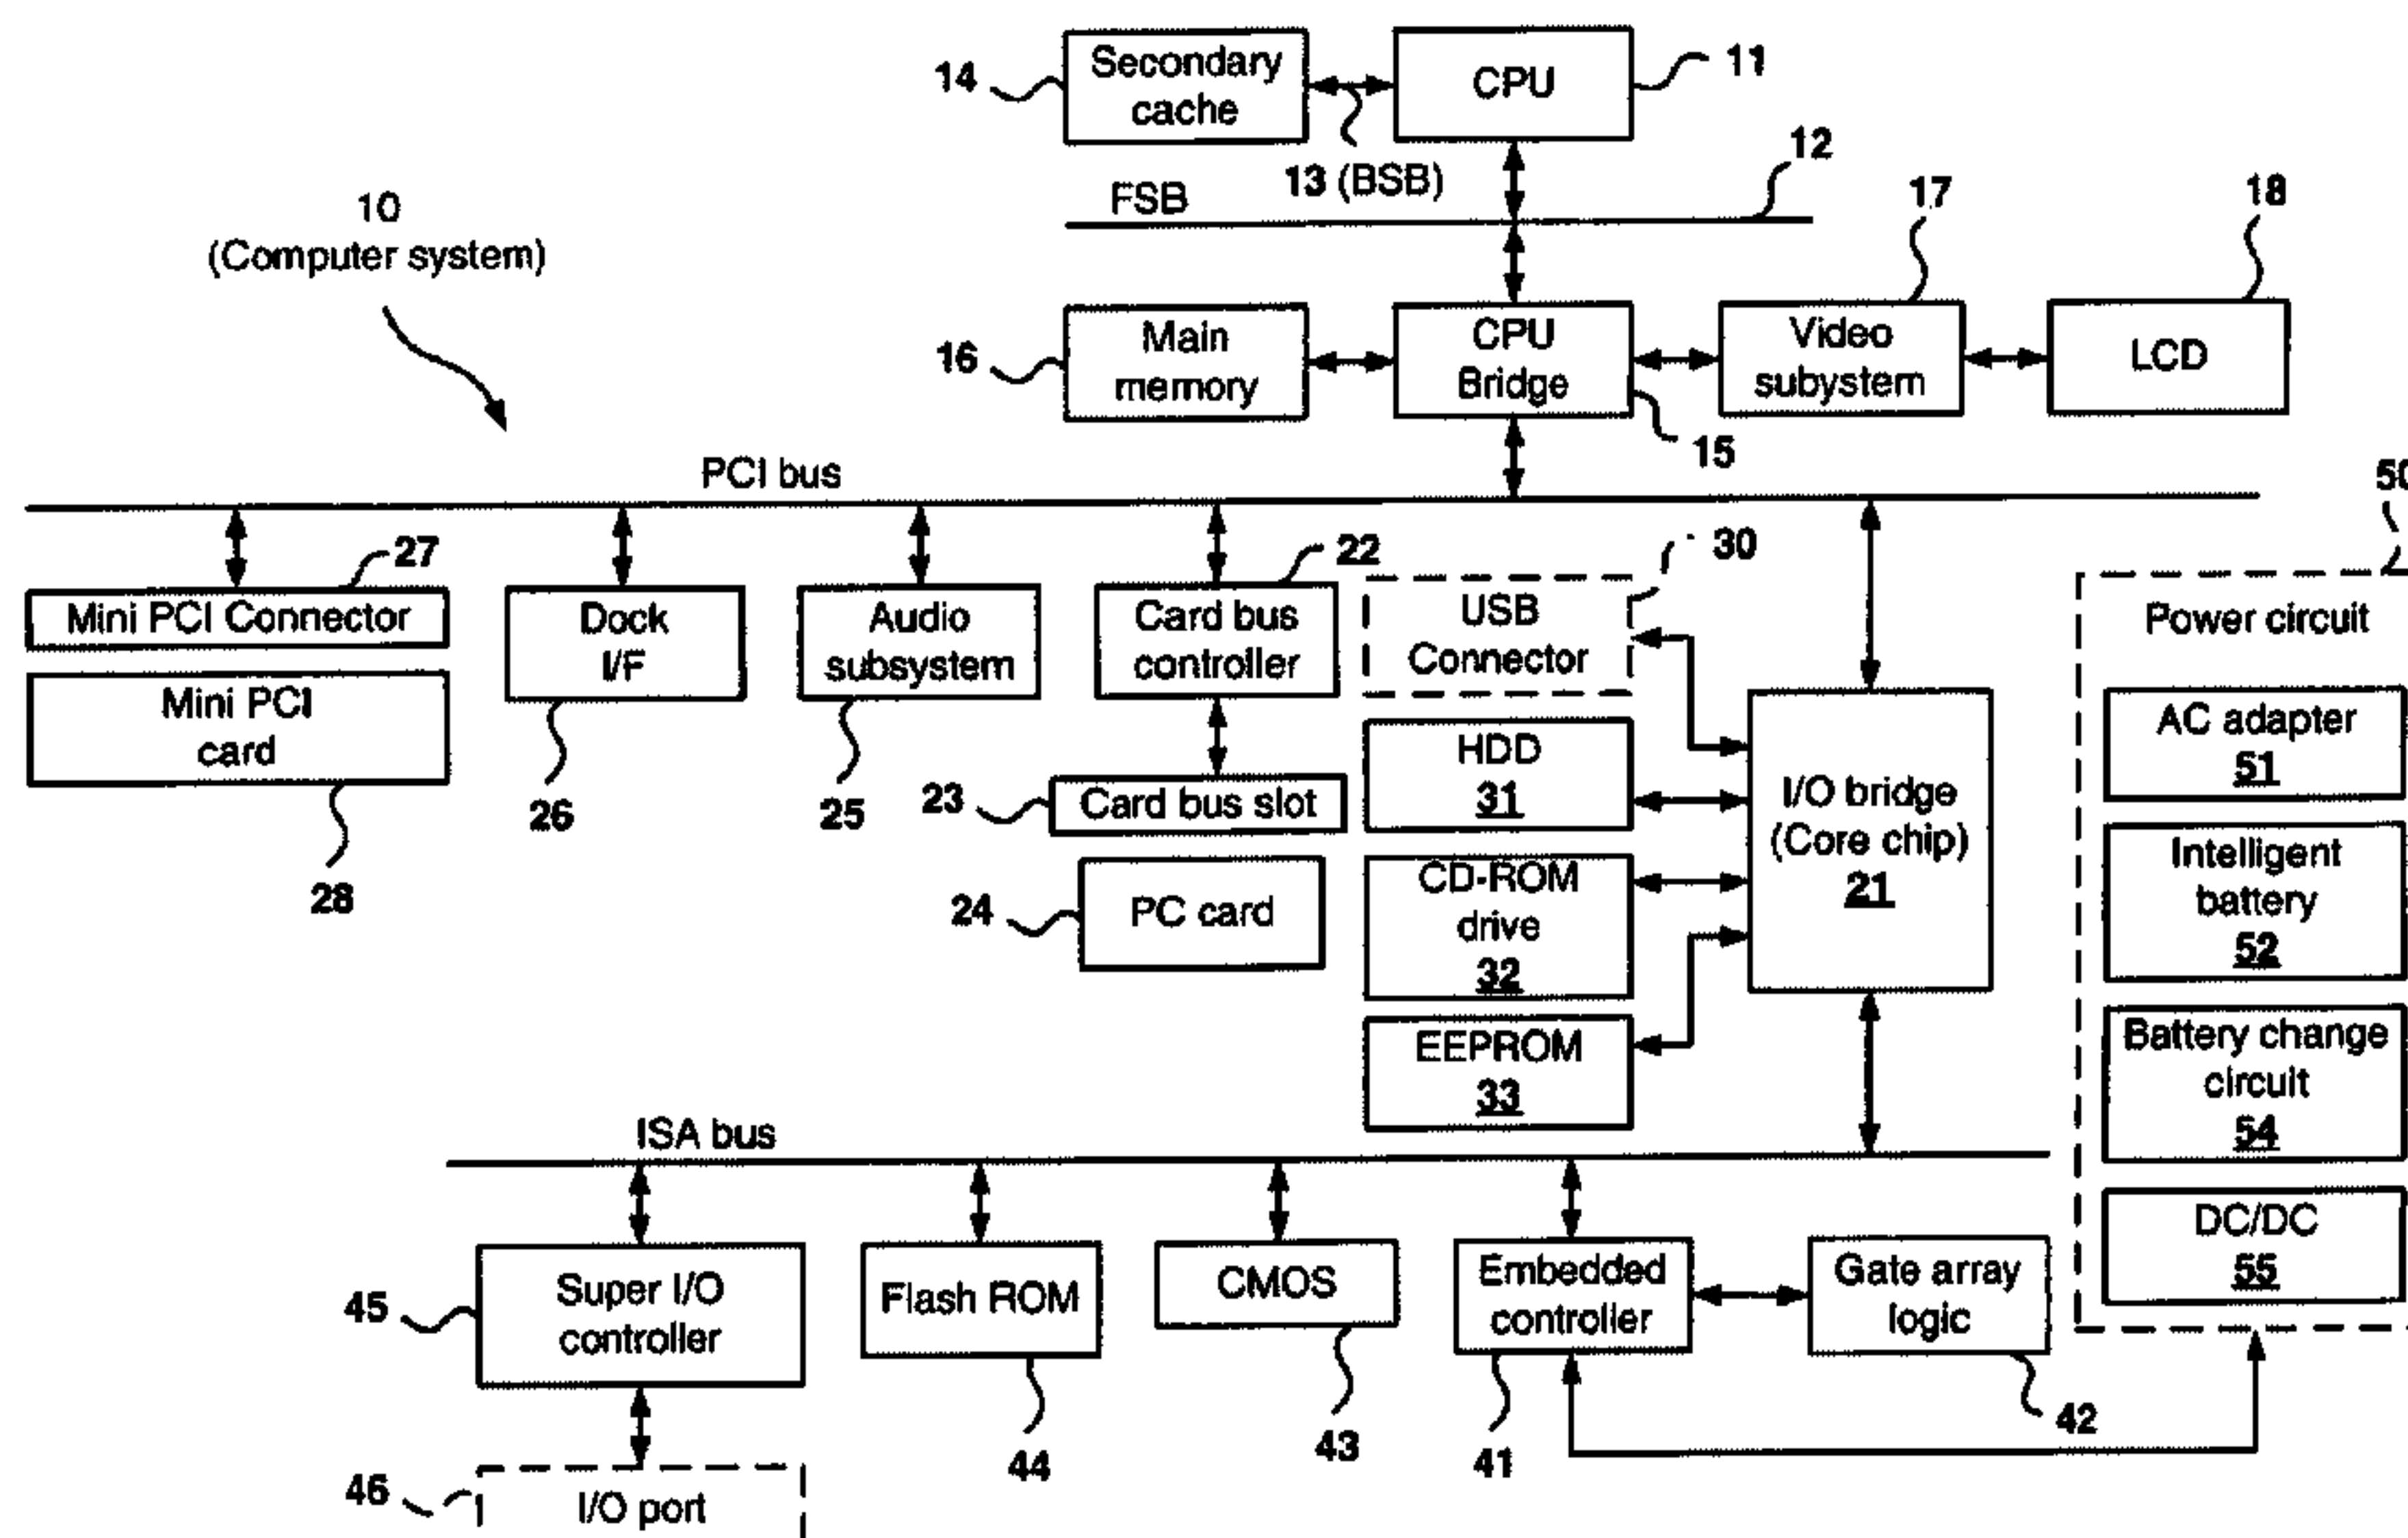 14
Secondary
cache
CPU
11
13 (BSB)
FSB
12
10
(Computer system)
17
18
16
Main
memory
CPU
Bridge
Video
subystem
LCD
15
PCI bus
50
27
22
30
Mini PCI Connector
Dock
I/F
Audio
subsystem
Card bus
controller
USB
Connector
Power circuit
Mini PCI
card
28
26
25
23
Card bus slot
24
PC card
HDD
31
CD-ROM
drive
32
EEPROM
33
I/O bridge
(Core chip)
21
AC adapter
51
Intelligent
battery
52
Battery change
circuit
54
DC/DC
55
ISA bus
45
Super I/O
controller
Flash ROM
CMOS
Embedded
controller
Gate array
logic
44
43
41
42
46
I/O port